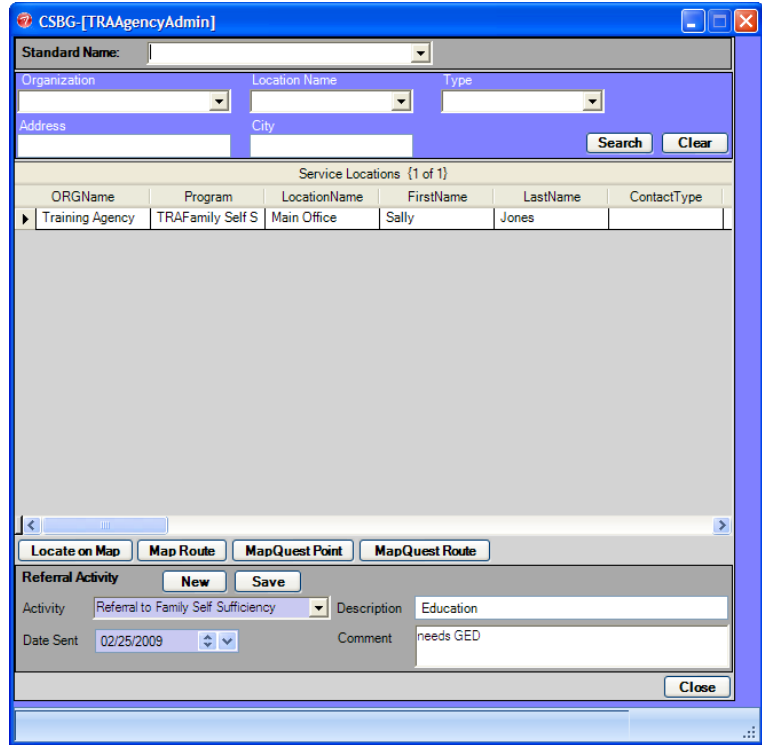 CSBG-[TRAAgencyAdmin]
Standard Name:
Organization Location Name Type
Address City
Search Clear
Service Locations {1 of 1}
ORGName Program LocationName FirstName LastName ContactType
Training Agency TRAFamily Self S Main Office Sally Jones
Locate on Map Map Route MapQuest Point MapQuest Route
Referral Activity New Save
Activity Referral to Family Self Sufficiency Description Education
Date Sent 02/25/2009 Comment needs GED
Close